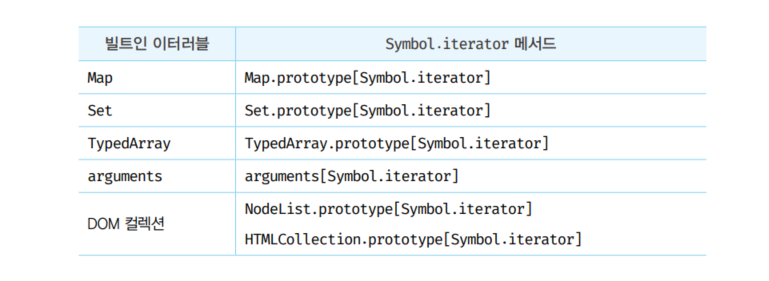 빌트인 이터러블 Symbol.iterator 메서드
Map Map.prototype[Symbol.iterator]
Set Set.prototype[Symbol.iterator]
TypedArray TypedArray.prototype[Symbol.iterator]
arguments arguments[Symbol.iterator]
DOM 컬렉션 NodeList.prototype[Symbol.iterator]
HTMLCollection.prototype[Symbol.iterator]